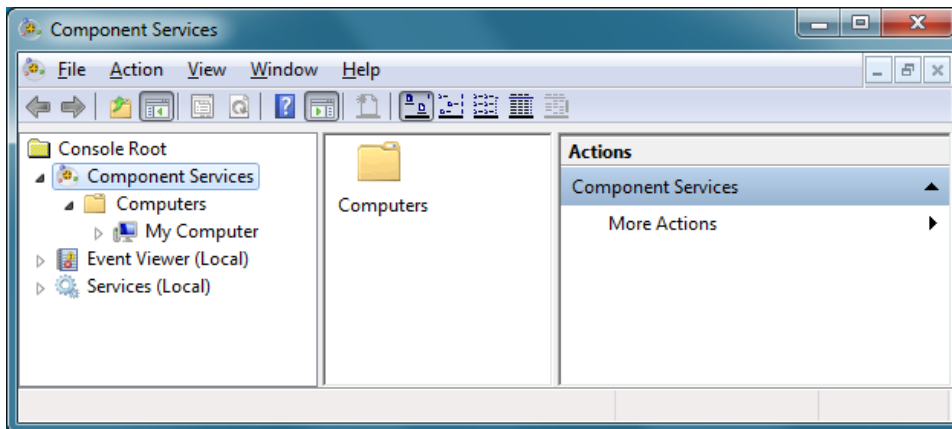 Component Services
File Action View Window Help
Console Root
Component Services
Computers
My Computer
Event Viewer (Local)
Services (Local)
Computers
Actions
Component Services
More Actions